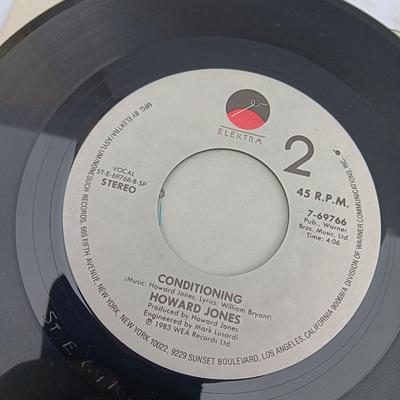 ELEKTRA
2
VOCAL
ST-E-69766-B-SP
STEREO
45 R.P.M.
7-69766
Pub., Warner
Bros. Music, Ltd
Time: 4:06
CONDITIONING
(Music: Howard Jones, Lyrics: William Bryant)
HOWARD JONES
Produced by Howard Jones
Engineered by Mark Lusardi
℗ 1983 WEA Records Ltd.
MFG. BY ELEKTRA/ASYLUM/NONESUCH RECORDS, 665 FIFTH AVENUE, NEW YORK, NEW YORK 10022, 9229 SUNSET BOULEVARD, LOS ANGELES, CALIFORNIA 90069/A DIVISION OF WARNER COMMUNICATIONS, INC.
ST E 697